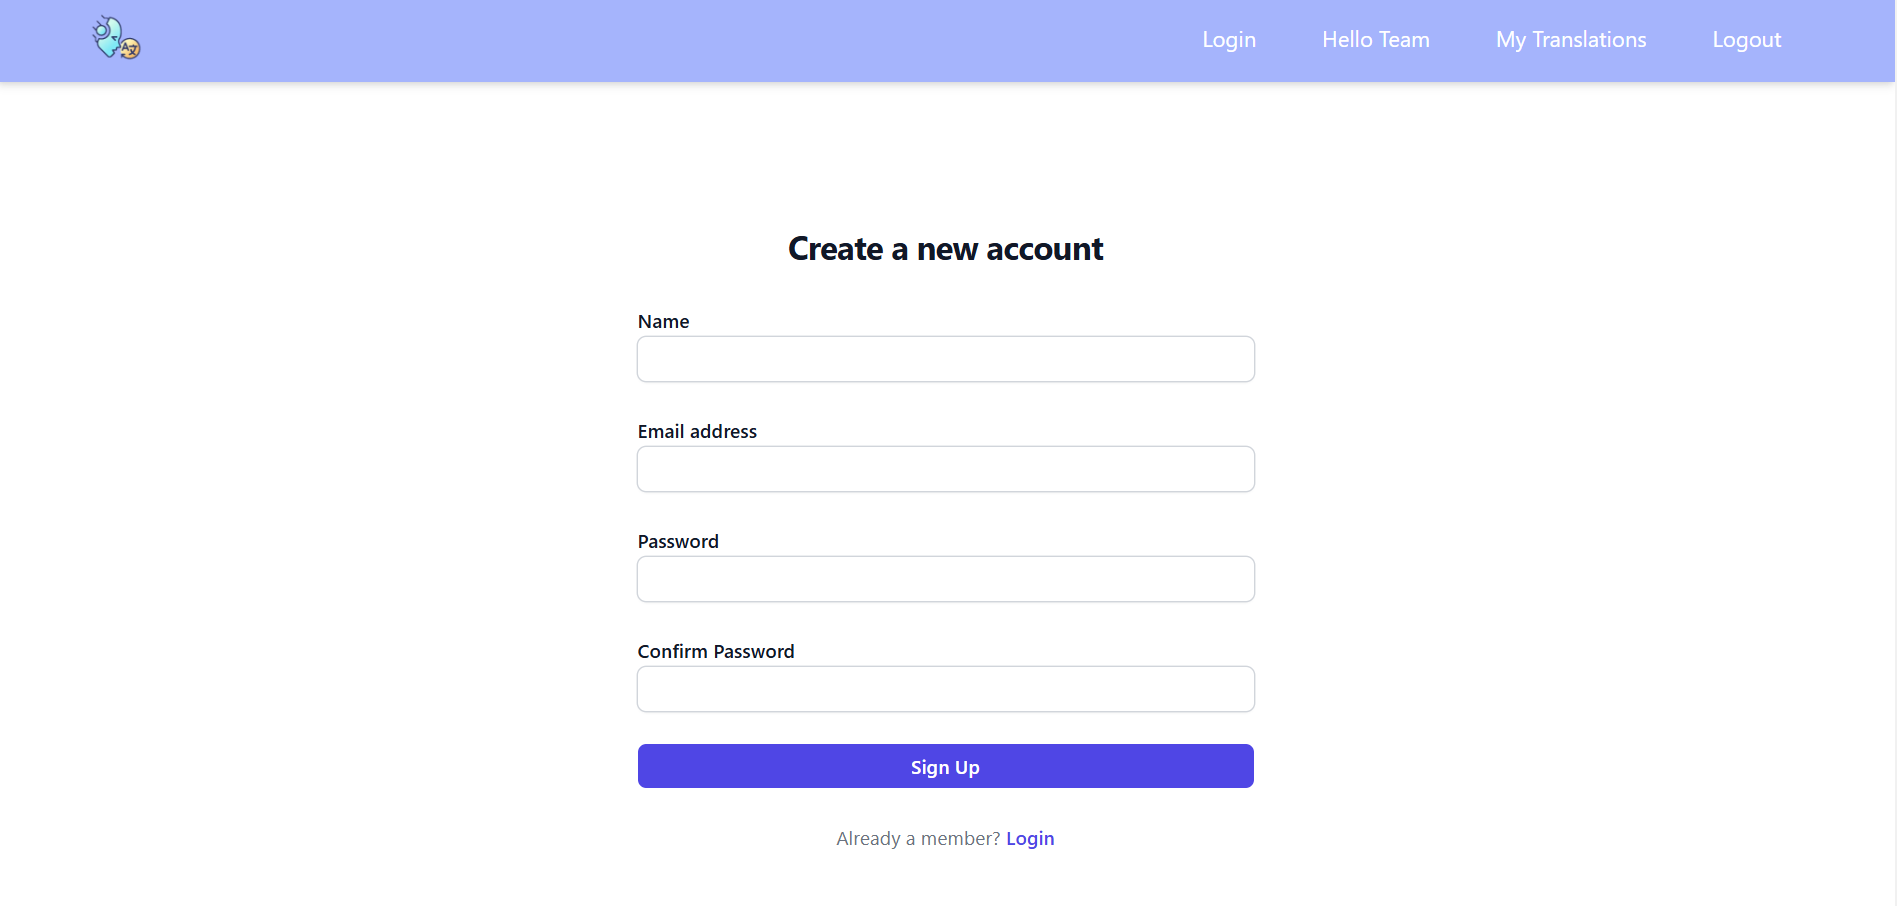 Login Hello Team My Translations Logout
Create a new account
Name
Email address
Password
Confirm Password
Sign Up
Already a member? Login